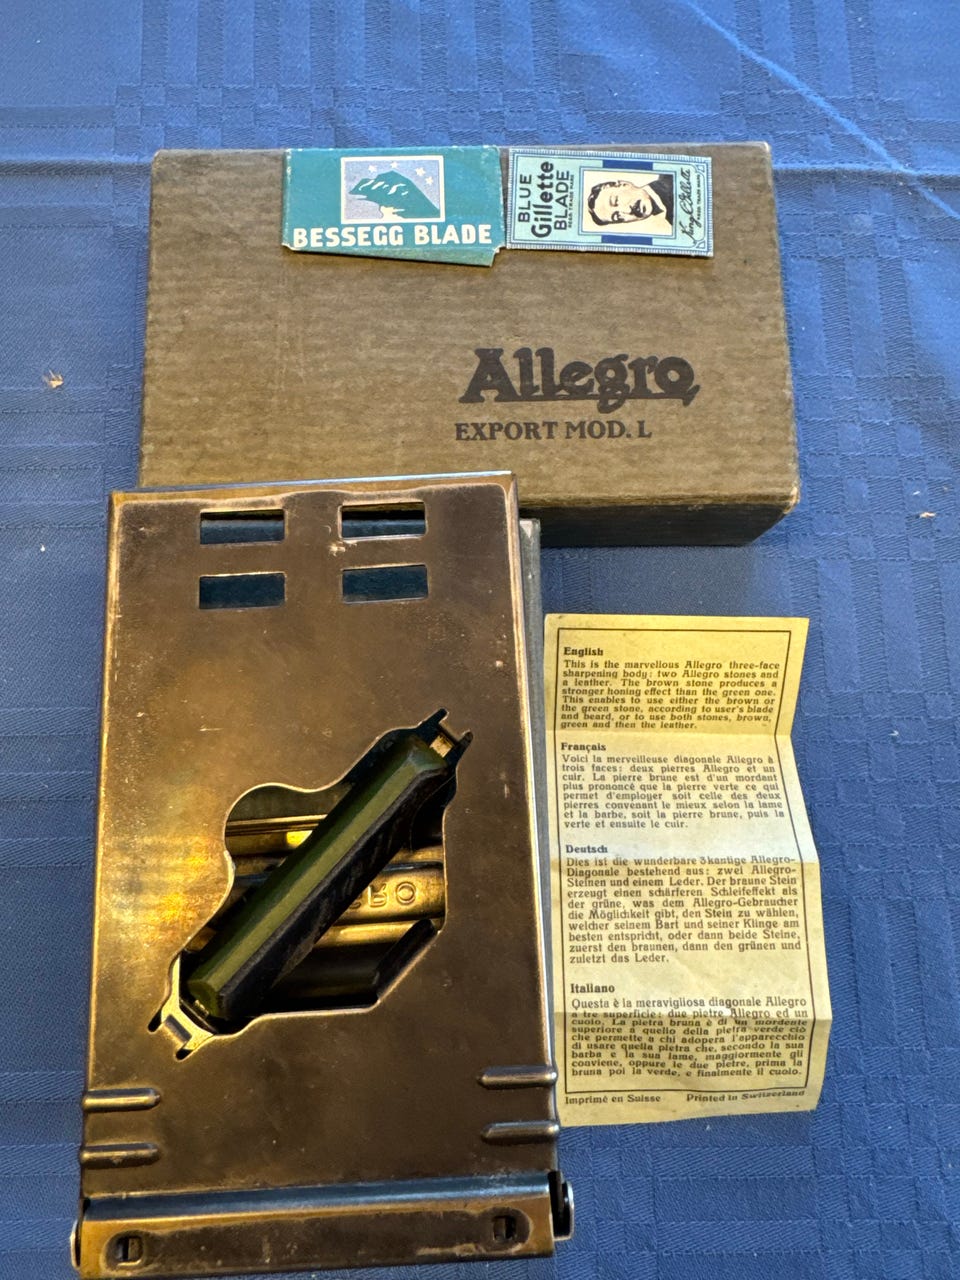 BESSEGG BLADE
BLUE
Gillette
BLADE
King C. Gillette
Allegro
EXPORT MOD. L
English
This is the marvellous Allegro three-face
sharpening body: two Allegro stones and
a leather. The brown stone produces a
stronger honing effect than the green one.
This enables to use either the brown or
the green stone, according to user's blade
and beard, or to use both stones, brown,
green and then the leather.
Français
Voici la merveilleuse diagonale Allegro à
trois faces: deux pierres Allegro et un
cuir. La pierre brune est d'un mordant
plus prononcé que la pierre verte ce qui
permet d'employer soit celle des deux
pierres convenant le mieux selon la lame
et la barbe, soit la pierre brune, puis la
verte et ensuite le cuir.
Deutsch
Dies ist die wunderbare 3kantige Allegro-
Diagonale bestehend aus: zwei Allegro-
Steinen und einem Leder. Der braune Stein
erzeugt einen schärferen Schleifeffekt als
der grüne, was dem Allegro-Gebraucher
die Möglichkeit gibt, den Stein zu wählen,
welcher seinem Bart und seiner Klinge am
besten entspricht, oder dann beide Steine,
zuerst den braunen, dann den grünen und
zuletzt das Leder.
Italiano
Questa è la meravigliosa diagonale Allegro
a tre superficie: due pietre Allegro ed un
cuoio. La pietra bruna è di un mordente
superiore a quello della pietra verde ciò
che permette a chi adopera l'apparecchio
di usare quella pietra che, secondo la sua
barba e la sua lame, maggiormente gli
conviene, oppure le due pietre, prima la
bruna poi la verde, e finalmente il cuolo.
Imprimé en Suisse Printed in Switzerland